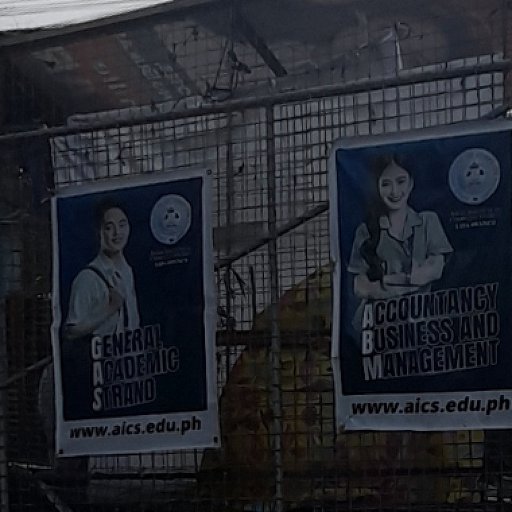 GENERAL
ACADEMIC
STRAND
www.aics.edu.ph
ACCOUNTANCY
BUSINESS AND
MANAGEMENT
www.aics.edu.ph